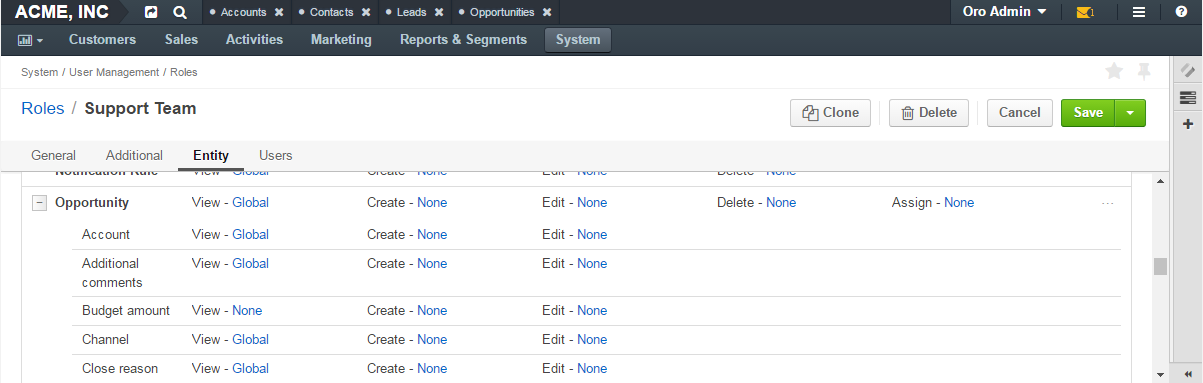 ACME, INC Accounts × Contacts × Leads × Opportunities × Oro Admin 1
Customers Sales Activities Marketing Reports & Segments System
System / User Management / Roles
Roles / Support Team Clone Delete Cancel Save
General Additional Entity Users
Notification Rule View - Global Create - None Edit - None Delete - None
Opportunity View - Global Create - None Edit - None Delete - None Assign - None ...
Account View - Global Create - None Edit - None
Additional View - Global Create - None Edit - None
comments
Budget amount View - None Create - None Edit - None
Channel View - Global Create - None Edit - None
Close reason View - Global Create - None Edit - None